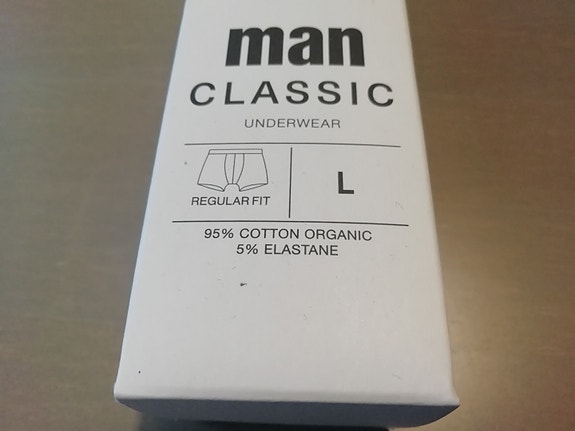 man
CLASSIC
UNDERWEAR
REGULAR FIT
L
95% COTTON ORGANIC
5% ELASTANE